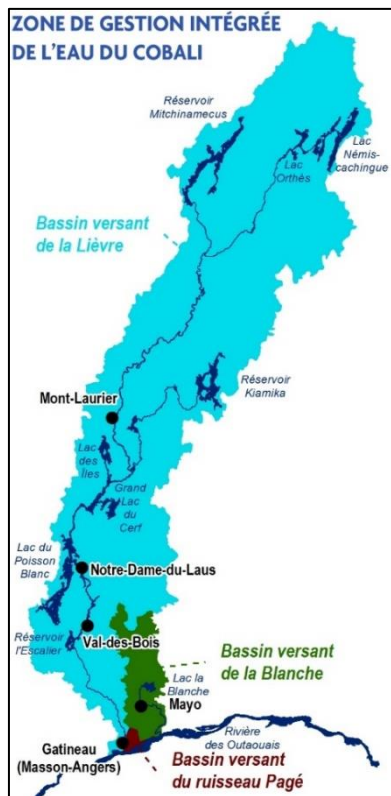 ZONE DE GESTION INTÉGRÉE
DE L'EAU DU COBALI
Réservoir
Mitchinamecus
Lac
Némis-
cachingue
Lac
Orthès
Bassin versant
de la Lièvre
Réservoir
Kiamika
Mont-Laurier
Lac
des
Îles
Grand
Lac
du
Cerf
Lac du
Poisson
Blanc
Notre-Dame-du-Laus
Réservoir
l'Escalier
Val-des-Bois
Bassin versant
de la Blanche
Lac la
Blanche
Mayo
Rivière
des Outaouais
Gatineau
(Masson-Angers)
Bassin versant
du ruisseau Pagé